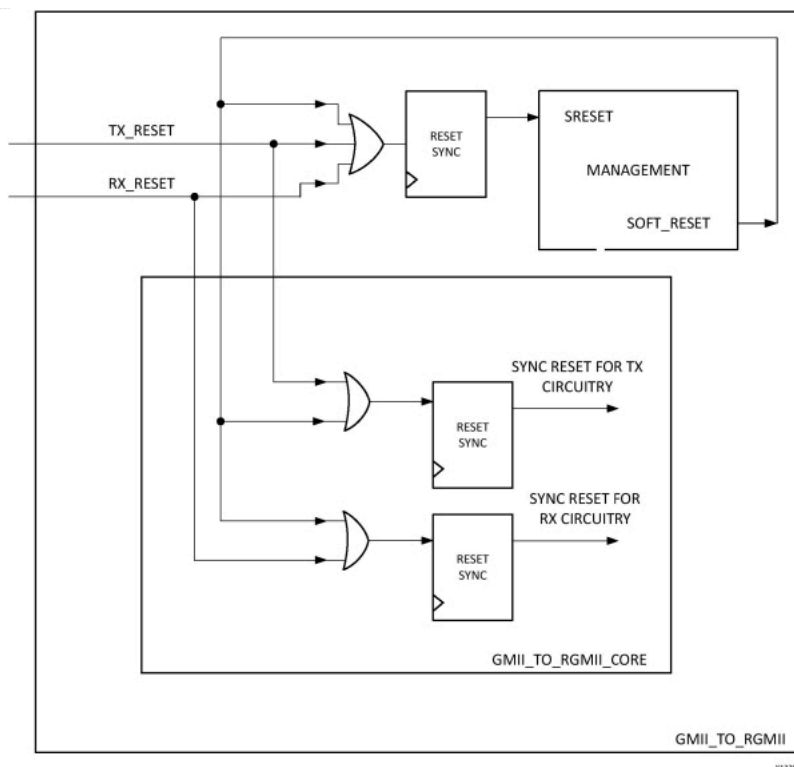 TX_RESET
RX_RESET
RESET
SYNC
SRESET
MANAGEMENT
SOFT_RESET
SYNC RESET FOR TX
CIRCUITRY
RESET
SYNC
SYNC RESET FOR
RX CIRCUITRY
RESET
SYNC
GMII_TO_RGMII_CORE
GMII_TO_RGMII